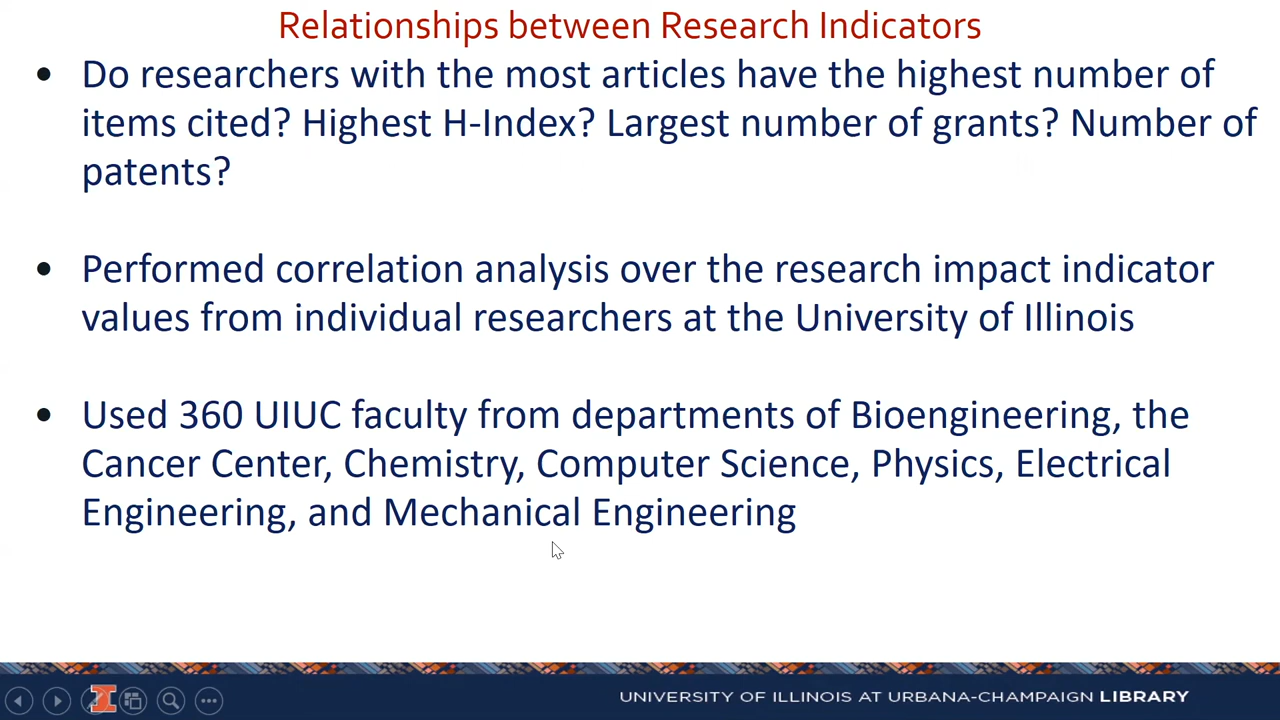 Relationships between Research Indicators
• Do researchers with the most articles have the highest number of
items cited? Highest H-Index? Largest number of grants? Number of
patents?
• Performed correlation analysis over the research impact indicator
values from individual researchers at the University of Illinois
• Used 360 UIUC faculty from departments of Bioengineering, the
Cancer Center, Chemistry, Computer Science, Physics, Electrical
Engineering, and Mechanical Engineering
UNIVERSITY OF ILLINOIS AT URBANA-CHAMPAIGN LIBRARY